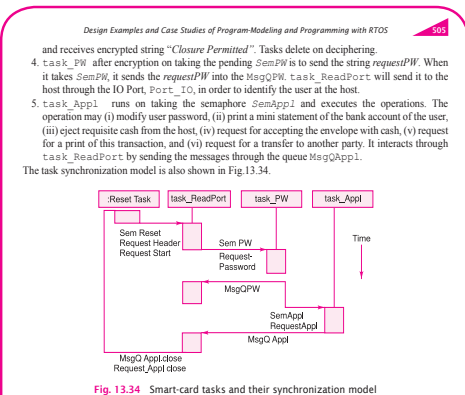 Design Examples and Case Studies of Program-Modeling and Programming with RTOS
505
and receives encrypted string "Closure Permitted". Tasks delete on deciphering.
4. task_PW after encryption on taking the pending SemPW is to send the string requestPW. When
it takes SemPW, it sends the requestPW into the MsgQPW. task_ReadPort will send it to the
host through the IO Port, Port_IO, in order to identify the user at the host.
5. task_Appl runs on taking the semaphore SemAppl and executes the operations. The
operation may (i) modify user password, (ii) print a mini statement of the bank account of the user,
(iii) eject requisite cash from the host, (iv) request for accepting the envelope with cash, (v) request
for a print of this transaction, and (vi) request for a transfer to another party. It interacts through
task_ReadPort by sending the messages through the queue MsgQAppl.
The task synchronization model is also shown in Fig.13.34.
:Reset Task
task_ReadPort
task_PW
task_Appl
Sem Reset
Request Header
Request Start
Sem PW
Request-
Password
Time
MsgQPW
SemAppl
RequestAppl
MsgQ Appl
MsgQ Appl.close
Request_Appl close
Fig. 13.34 Smart-card tasks and their synchronization model